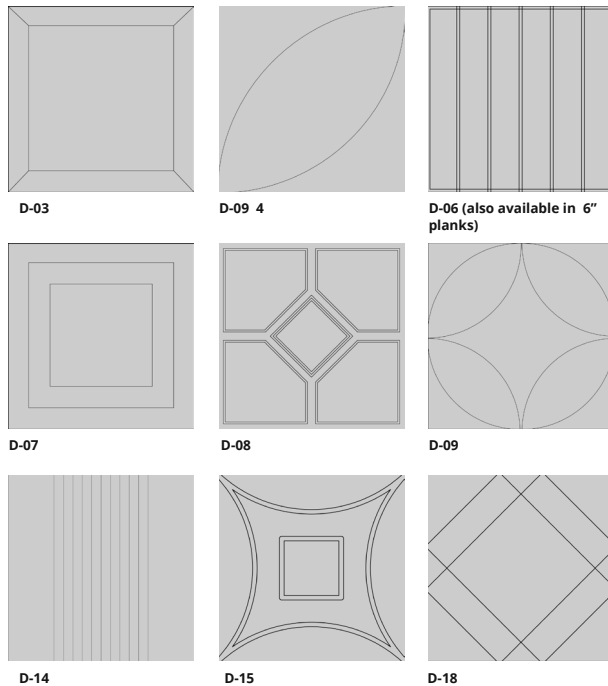 D-03
D-09 4
D-06 (also available in 6”
planks)
D-07
D-08
D-09
D-14
D-15
D-18